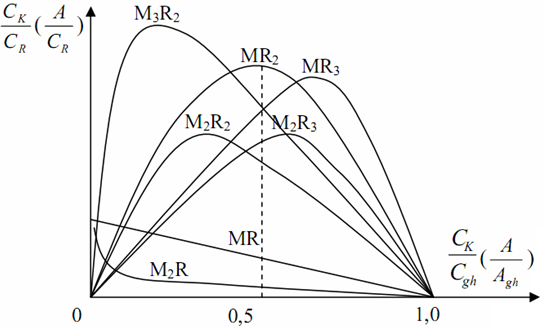 C_K/C_R (A/C_R)
M₃R₂
MR₂
MR₃
M₂R₂
M₂R₃
MR
M₂R
C_K/C_gh (A/A_gh)
0
0,5
1,0